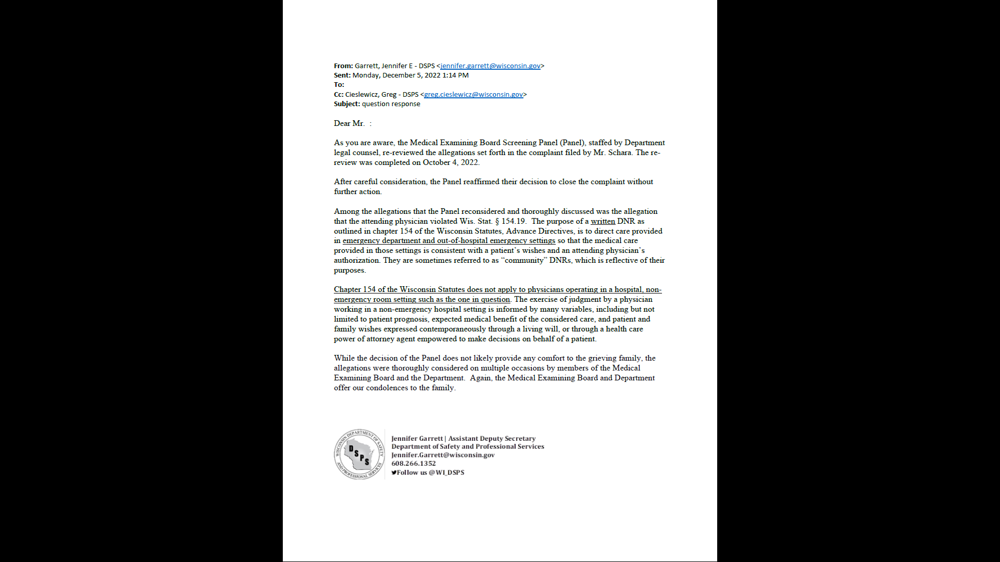 From: Garrett, Jennifer E - DSPS <jennifer.garrett@wisconsin.gov>
Sent: Monday, December 5, 2022 1:14 PM
To:
Cc: Cieslewicz, Greg - DSPS <greg.cieslewicz@wisconsin.gov>
Subject: question response
Dear Mr.  :
As you are aware, the Medical Examining Board Screening Panel (Panel), staffed by Department
legal counsel, re-reviewed the allegations set forth in the complaint filed by Mr. Schara. The re-
review was completed on October 4, 2022.
After careful consideration, the Panel reaffirmed their decision to close the complaint without
further action.
Among the allegations that the Panel reconsidered and thoroughly discussed was the allegation
that the attending physician violated Wis. Stat. § 154.19.  The purpose of a written DNR as
outlined in chapter 154 of the Wisconsin Statutes, Advance Directives, is to direct care provided
in emergency department and out-of-hospital emergency settings so that the medical care
provided in those settings is consistent with a patient’s wishes and an attending physician’s
authorization. They are sometimes referred to as “community” DNRs, which is reflective of their
purposes.
Chapter 154 of the Wisconsin Statutes does not apply to physicians operating in a hospital, non-
emergency room setting such as the one in question. The exercise of judgment by a physician
working in a non-emergency hospital setting is informed by many variables, including but not
limited to patient prognosis, expected medical benefit of the considered care, and patient and
family wishes expressed contemporaneously through a living will, or through a health care
power of attorney agent empowered to make decisions on behalf of a patient.
While the decision of the Panel does not likely provide any comfort to the grieving family, the
allegations were thoroughly considered on multiple occasions by members of the Medical
Examining Board and the Department.  Again, the Medical Examining Board and Department
offer our condolences to the family.
WISCONSIN DEPARTMENT OF SAFETY
AND PROFESSIONAL SERVICES
DSPS
Jennifer Garrett | Assistant Deputy Secretary
Department of Safety and Professional Services
Jennifer.Garrett@wisconsin.gov
608.266.1352
Follow us @WI_DSPS